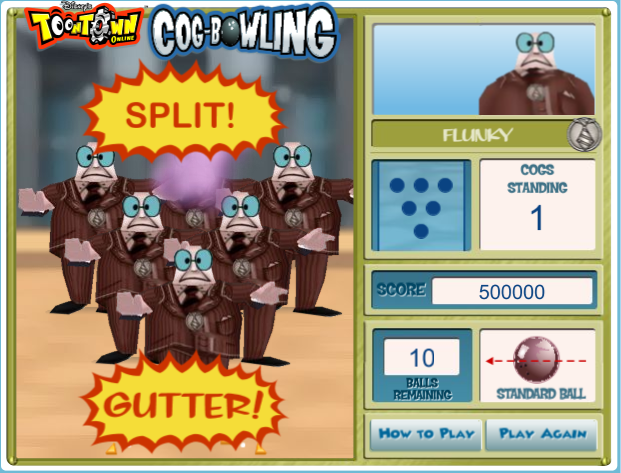 Disney's
TOONTOWN
ONLINE
COG-BOWLING
SPLIT!
GUTTER!
FLUNKY
COGS
STANDING
1
SCORE 500000
10
BALLS
REMAINING
STANDARD BALL
HOW TO PLAY
PLAY AGAIN